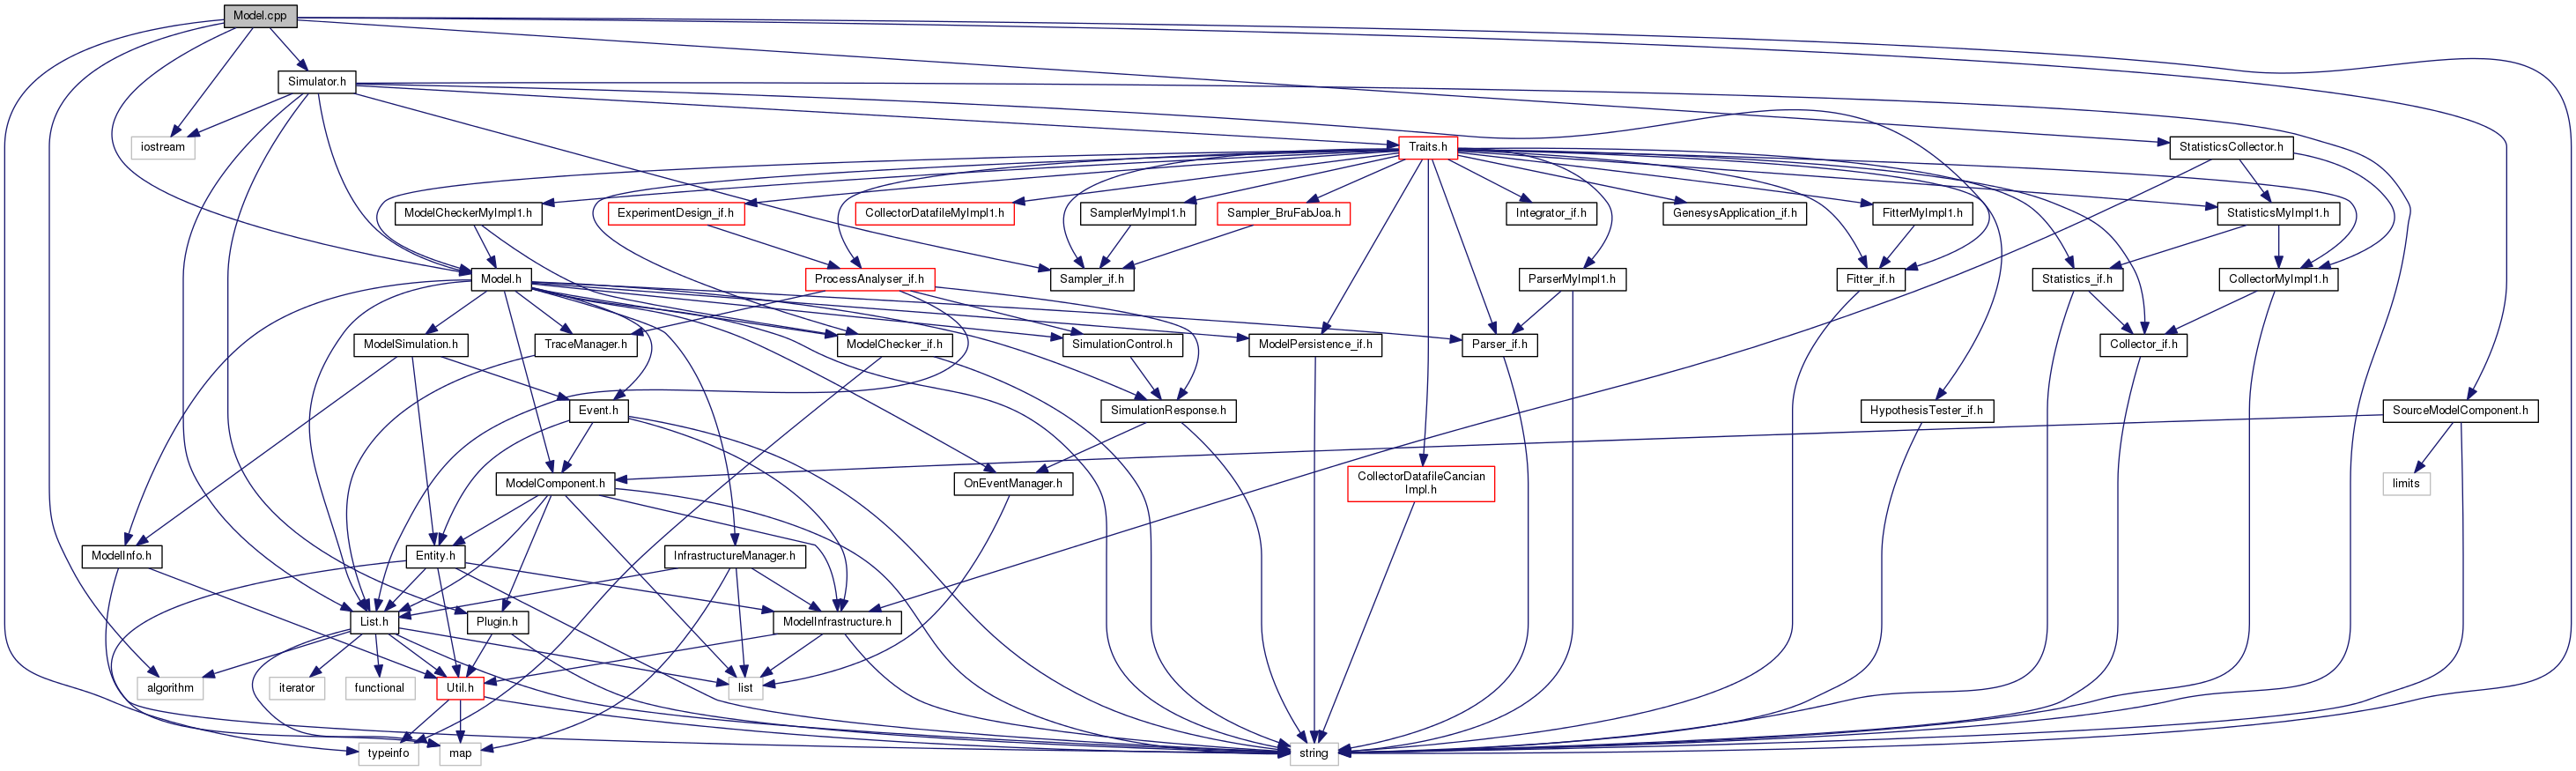 Model.cpp
Simulator.h
iostream
Traits.h
StatisticsCollector.h
ModelCheckerMyImpl1.h
ExperimentDesign_if.h
CollectorDatafileMyImpl1.h
SamplerMyImpl1.h
Sampler_BruFabJoa.h
Integrator_if.h
GenesysApplication_if.h
FitterMyImpl1.h
StatisticsMyImpl1.h
Model.h
ProcessAnalyser_if.h
Sampler_if.h
ParserMyImpl1.h
Fitter_if.h
Statistics_if.h
CollectorMyImpl1.h
ModelSimulation.h
TraceManager.h
ModelChecker_if.h
SimulationControl.h
ModelPersistence_if.h
Parser_if.h
Collector_if.h
Event.h
SimulationResponse.h
HypothesisTester_if.h
SourceModelComponent.h
ModelComponent.h
OnEventManager.h
CollectorDatafileCancian
Impl.h
limits
ModelInfo.h
Entity.h
InfrastructureManager.h
List.h
Plugin.h
ModelInfrastructure.h
algorithm
iterator
functional
Util.h
list
typeinfo
map
string